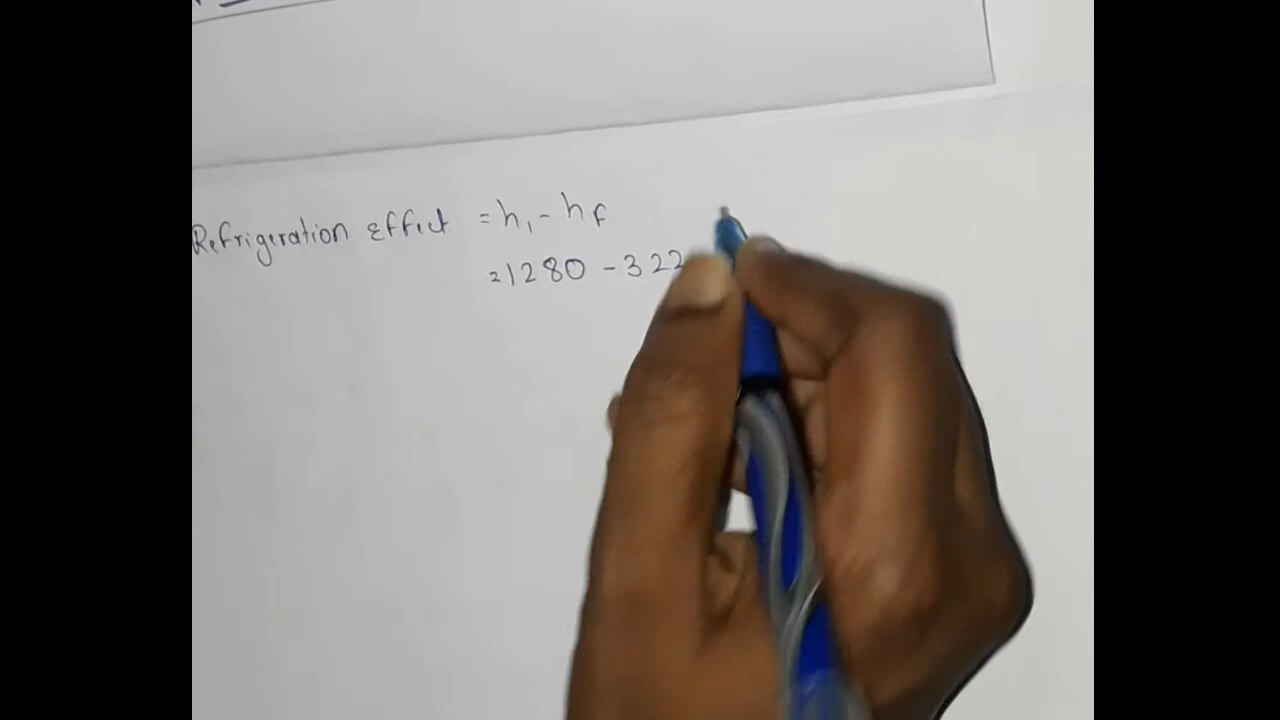 Refrigeration Effect = h₁ - hf
= 1280 - 322